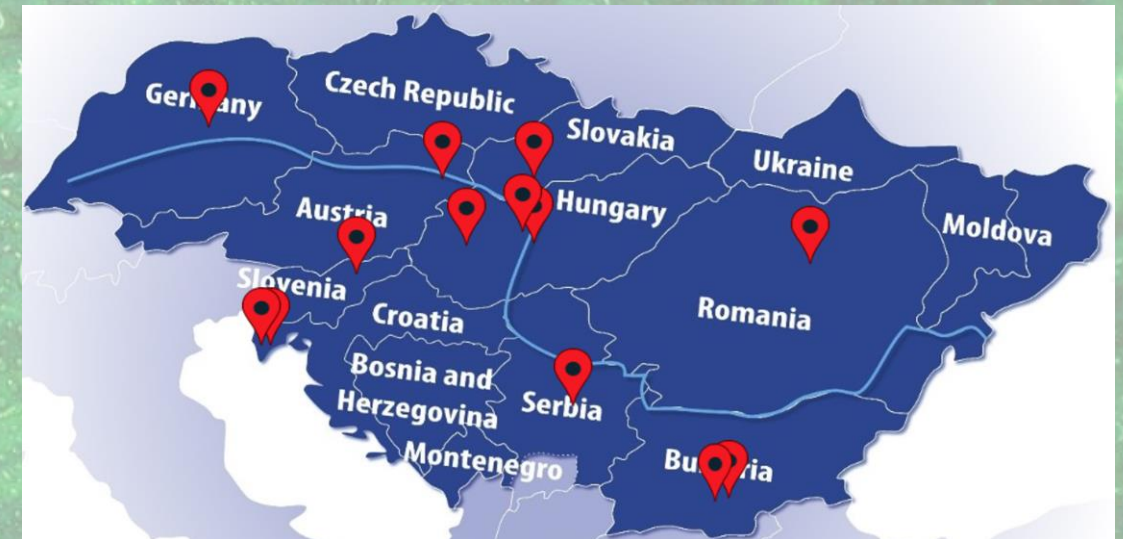 Germany
Czech Republic
Slovakia
Ukraine
Austria
Hungary
Moldova
Slovenia
Croatia
Romania
Bosnia and
Herzegovina
Serbia
Montenegro
Bulgaria